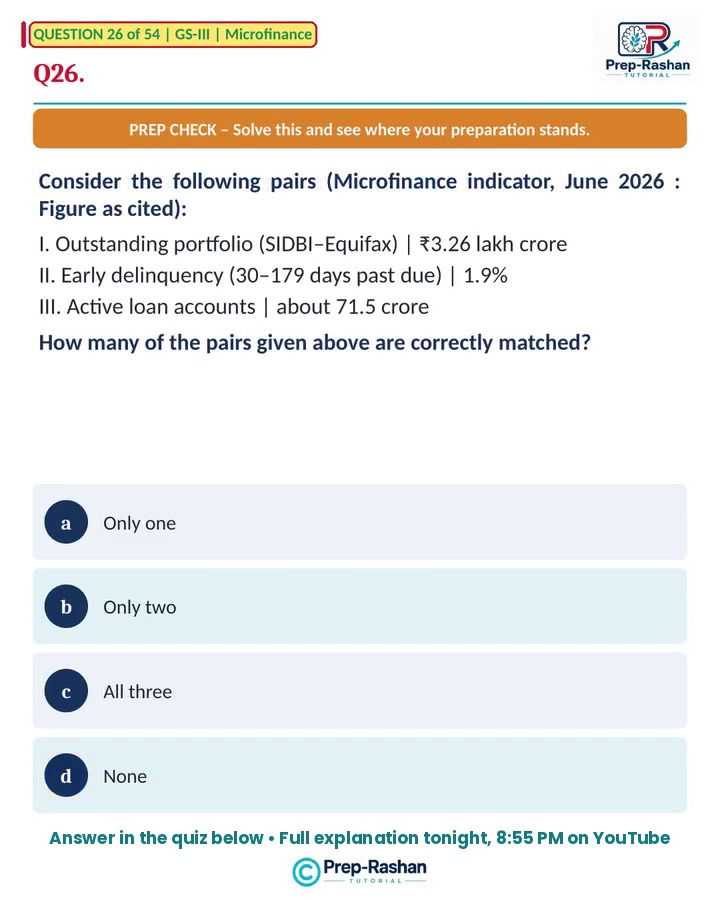 QUESTION 26 of 54 | GS-III | Microfinance
Prep-Rashan
TUTORIAL
Q26.
PREP CHECK – Solve this and see where your preparation stands.
Consider the following pairs (Microfinance indicator, June 2026 :
Figure as cited):
I. Outstanding portfolio (SIDBI–Equifax) | ₹3.26 lakh crore
II. Early delinquency (30–179 days past due) | 1.9%
III. Active loan accounts | about 71.5 crore
How many of the pairs given above are correctly matched?
a Only one
b Only two
c All three
d None
Answer in the quiz below • Full explanation tonight, 8:55 PM on YouTube
© Prep-Rashan
TUTORIAL